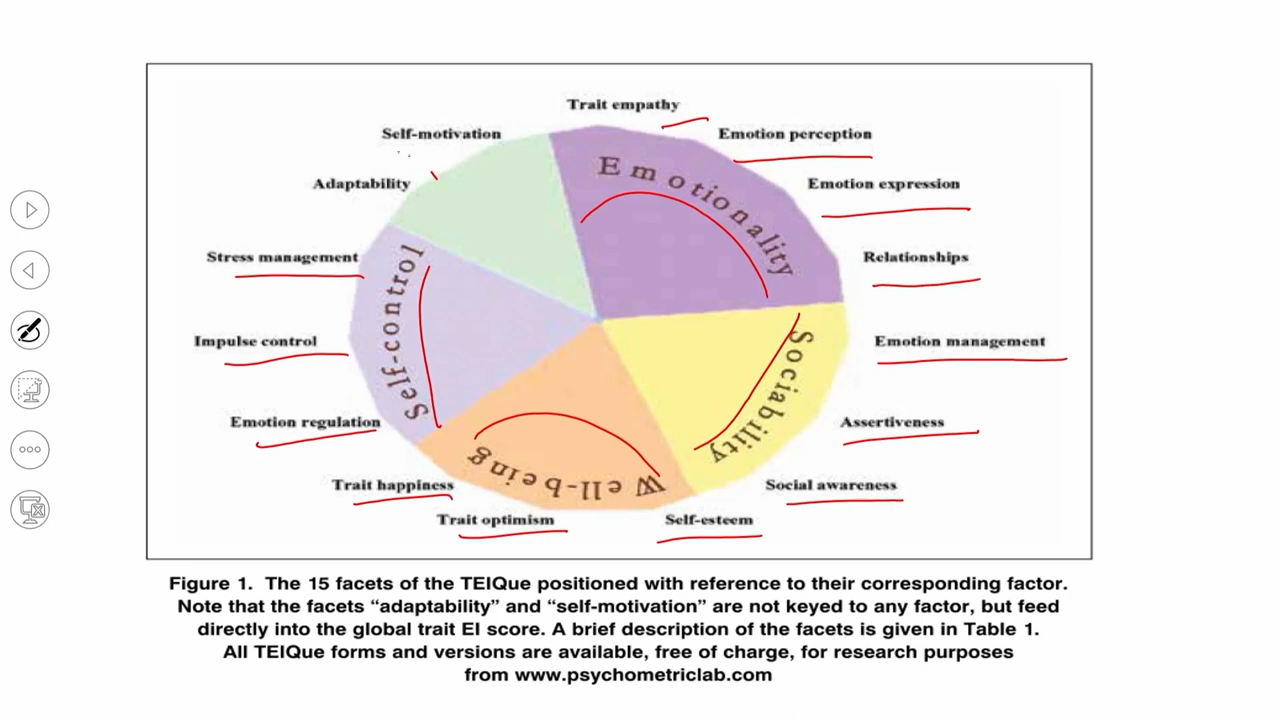 Trait empathy
Self-motivation
Emotion perception
Adaptability
Emotion expression
Stress management
Relationships
Impulse control
Emotion management
Emotion regulation
Assertiveness
Trait happiness
Social awareness
Trait optimism
Self-esteem
Emotionality
Sociability
Well-being
Self-control
Figure 1. The 15 facets of the TEIQue positioned with reference to their corresponding factor.
Note that the facets “adaptability” and “self-motivation” are not keyed to any factor, but feed
directly into the global trait EI score. A brief description of the facets is given in Table 1.
All TEIQue forms and versions are available, free of charge, for research purposes
from www.psychometriclab.com